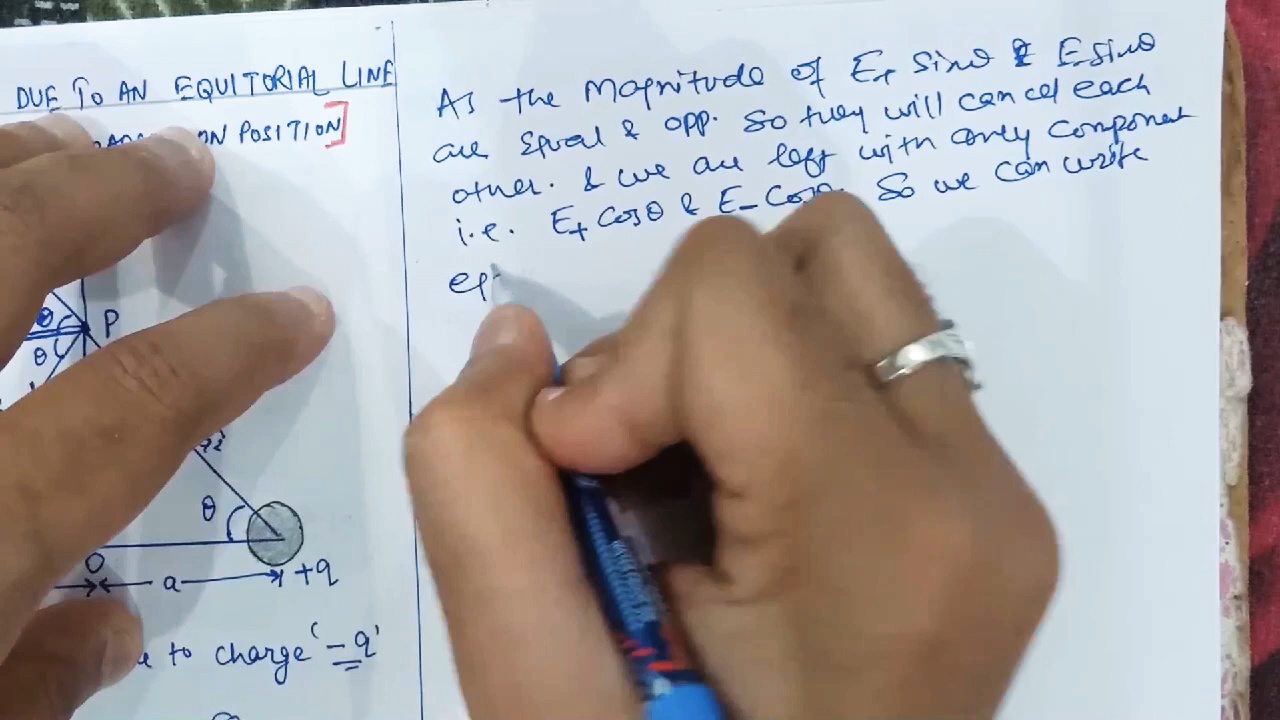 DUE TO AN EQUITORIAL LINE
ON POSITION]
θ
P
θ
θ
O
a
+q
to charge '-q'
As the Magnitude of E+ Sinθ & E Sinθ
are Equal & opp. So they will cancel each
other. & we are left with only component
i.e. E+ Cosθ & E- Cosθ. So we can write
eq